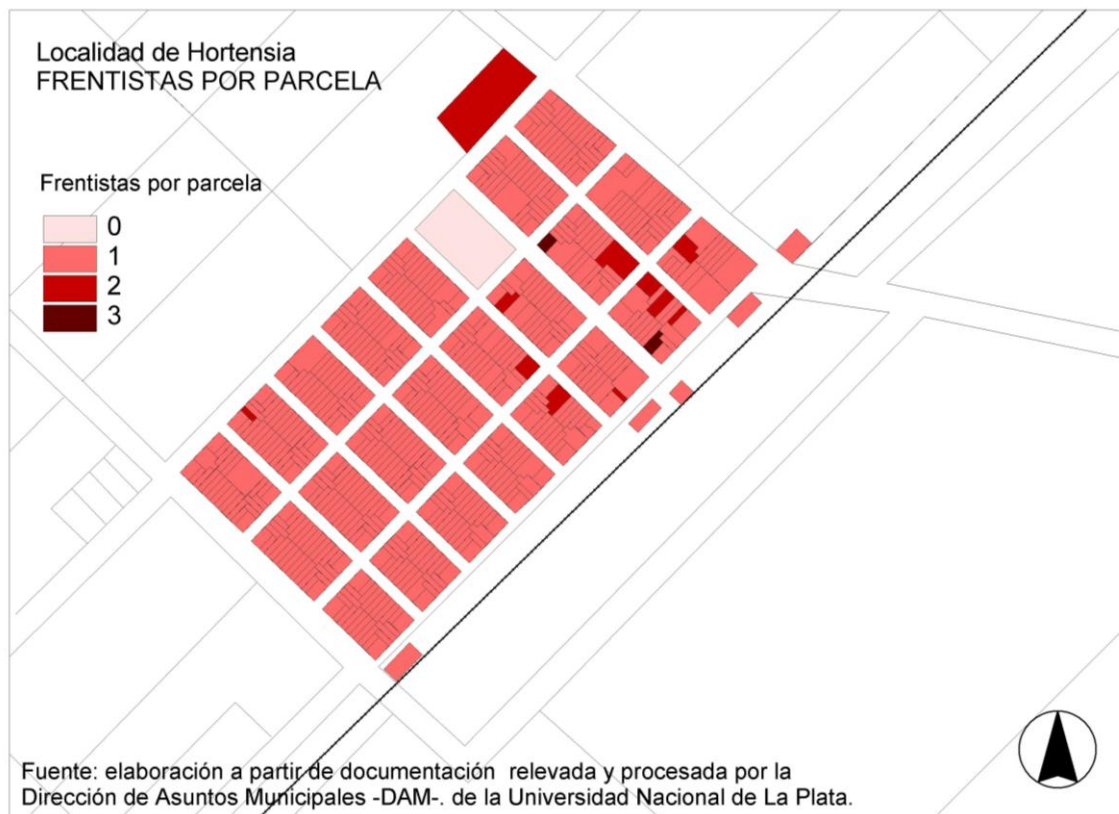 Localidad de Hortensia
FRENTISTAS POR PARCELA
Frentistas por parcela
0
1
2
3
Fuente: elaboración a partir de documentación relevada y procesada por la
Dirección de Asuntos Municipales -DAM-. de la Universidad Nacional de La Plata.